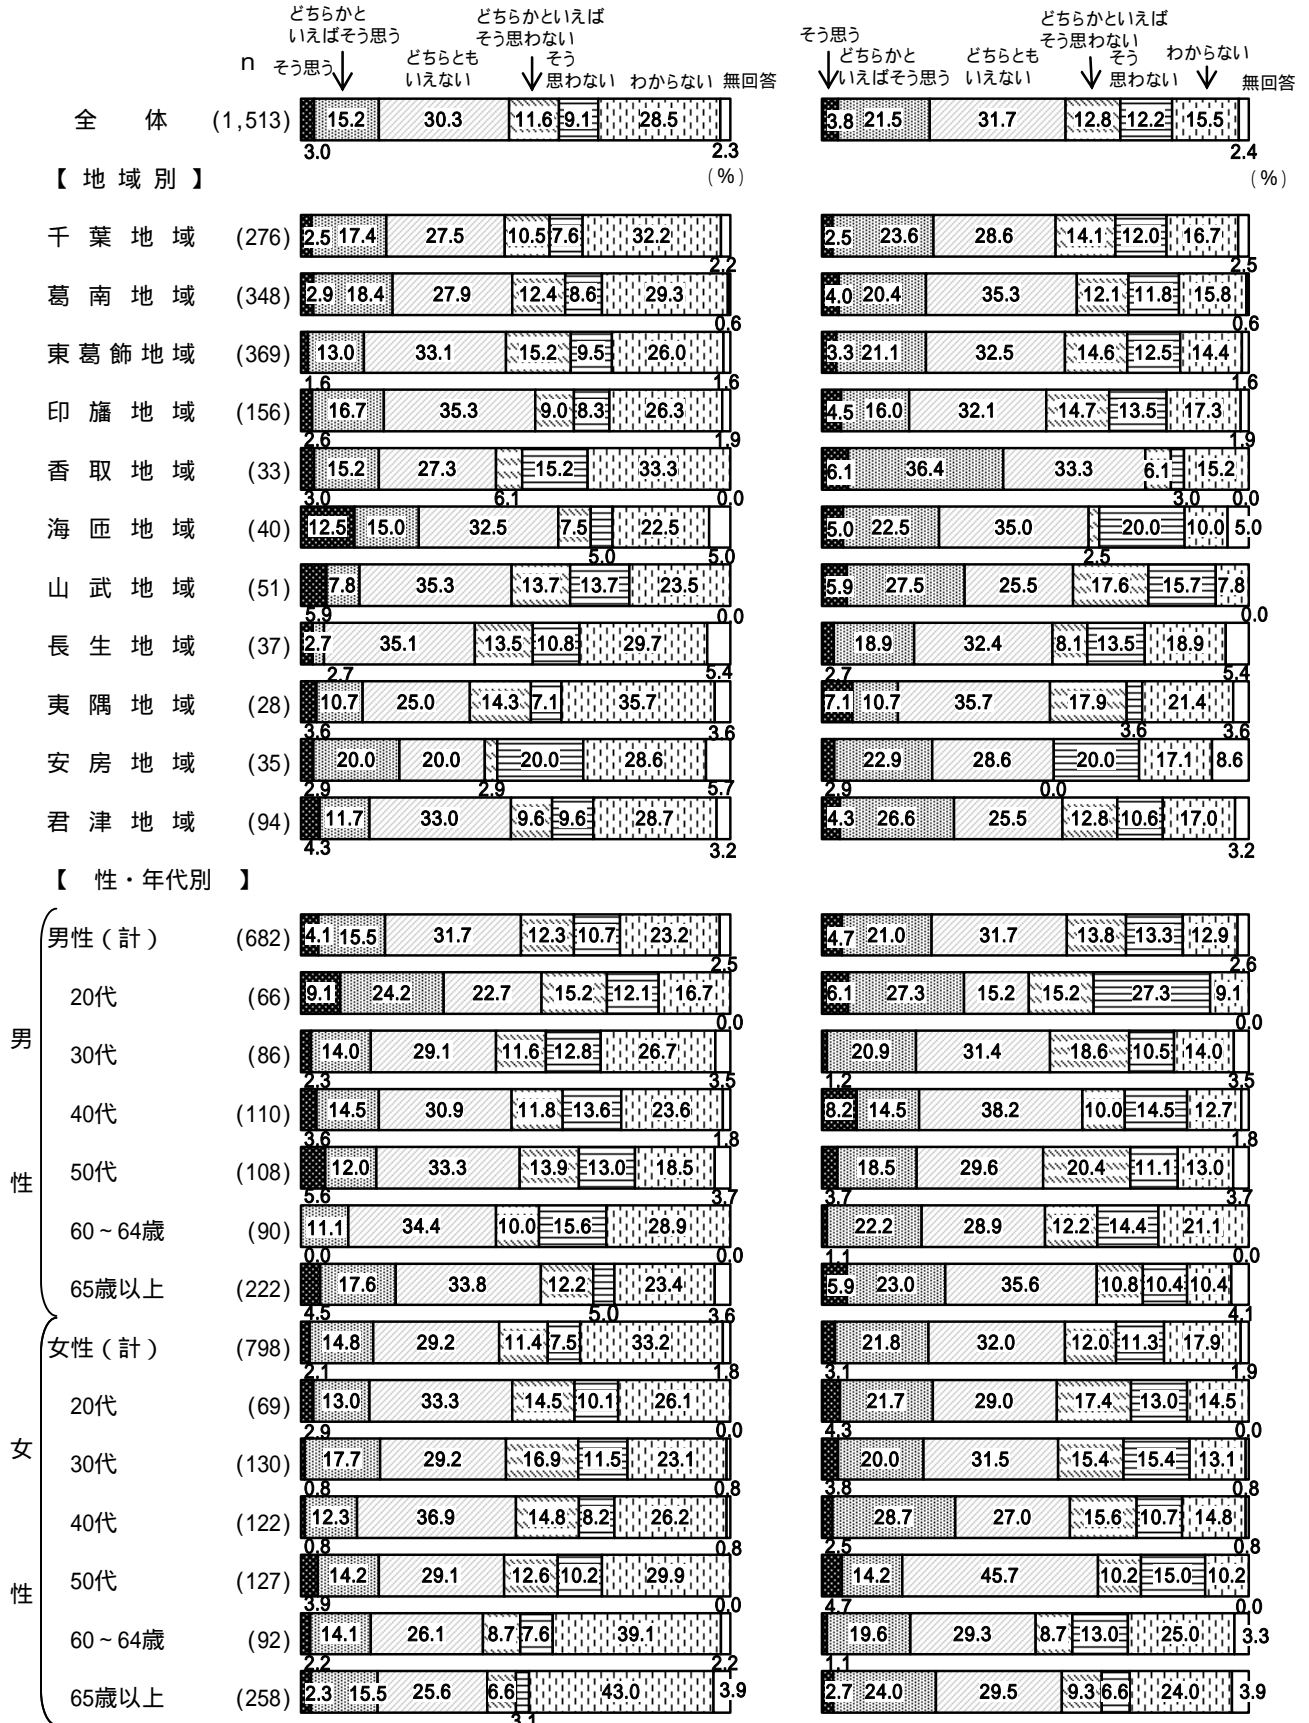 どちらかと
いえばそう思う
そう思う
どちらとも
いえない
どちらかといえば
そう思わない
そう
思わない
わからない
無回答
n
そう思う
どちらかと
いえばそう思う
どちらとも
いえない
どちらかといえば
そう思わない
そう
思わない
わからない
無回答
全 体 (1,513) 15.2 30.3 11.6 9.1 28.5 3.8 21.5 31.7 12.8 12.2 15.5
3.0 2.3 2.4
【 地 域 別 】 (%) (%)
千 葉 地 域 (276) 2.5 17.4 27.5 10.5 7.6 32.2 2.5 23.6 28.6 14.1 12.0 16.7
2.2 2.5
葛 南 地 域 (348) 2.9 18.4 27.9 12.4 8.6 29.3 4.0 20.4 35.3 12.1 11.8 15.8
0.6 0.6
東 葛 飾 地 域 (369) 13.0 33.1 15.2 9.5 26.0 3.3 21.1 32.5 14.6 12.5 14.4
1.6 1.6 1.6
印 旛 地 域 (156) 16.7 35.3 9.0 8.3 26.3 4.5 16.0 32.1 14.7 13.5 17.3
2.6 1.9 1.9
香 取 地 域 (33) 15.2 27.3 15.2 33.3 6.1 36.4 33.3 6.1 15.2
3.0 6.1 0.0 3.0 0.0
海 匝 地 域 (40) 12.5 15.0 32.5 7.5 22.5 5.0 22.5 35.0 20.0 10.0 5.0
5.0 5.0 2.5
山 武 地 域 (51) 7.8 35.3 13.7 13.7 23.5 5.9 27.5 25.5 17.6 15.7 7.8
5.9 0.0 0.0
長 生 地 域 (37) 2.7 35.1 13.5 10.8 29.7 18.9 32.4 8.1 13.5 18.9
2.7 5.4 2.7 5.4
夷 隅 地 域 (28) 10.7 25.0 14.3 7.1 35.7 7.1 10.7 35.7 17.9 21.4
3.6 3.6 3.6 3.6
安 房 地 域 (35) 20.0 20.0 20.0 28.6 22.9 28.6 20.0 17.1 8.6
2.9 2.9 5.7 2.9 0.0
君 津 地 域 (94) 11.7 33.0 9.6 9.6 28.7 4.3 26.6 25.5 12.8 10.6 17.0
4.3 3.2 3.2
【 性・年代別 】
男性(計) (682) 4.1 15.5 31.7 12.3 10.7 23.2 4.7 21.0 31.7 13.8 13.3 12.9
2.5 2.6
20代 (66) 9.1 24.2 22.7 15.2 12.1 16.7 6.1 27.3 15.2 15.2 27.3 9.1
0.0 0.0
男
30代 (86) 14.0 29.1 11.6 12.8 26.7 20.9 31.4 18.6 10.5 14.0
2.3 3.5 1.2 3.5
40代 (110) 14.5 30.9 11.8 13.6 23.6 8.2 14.5 38.2 10.0 14.5 12.7
3.6 1.8 1.8
性
50代 (108) 12.0 33.3 13.9 13.0 18.5 18.5 29.6 20.4 11.1 13.0
5.6 3.7 3.7 3.7
60~64歳 (90) 11.1 34.4 10.0 15.6 28.9 22.2 28.9 12.2 14.4 21.1
0.0 0.0 1.1 0.0
65歳以上 (222) 17.6 33.8 12.2 23.4 5.9 23.0 35.6 10.8 10.4 10.4
4.5 5.0 3.6 4.1
女性(計) (798) 14.8 29.2 11.4 7.5 33.2 21.8 32.0 12.0 11.3 17.9
2.1 1.8 3.1 1.9
20代 (69) 13.0 33.3 14.5 10.1 26.1 21.7 29.0 17.4 13.0 14.5
2.9 0.0 4.3 0.0
女
30代 (130) 17.7 29.2 16.9 11.5 23.1 20.0 31.5 15.4 15.4 13.1
0.8 0.8 3.8 0.8
40代 (122) 12.3 36.9 14.8 8.2 26.2 28.7 27.0 15.6 10.7 14.8
0.8 0.8 2.5 0.8
性
50代 (127) 14.2 29.1 12.6 10.2 29.9 14.2 45.7 10.2 15.0 10.2
3.9 0.0 4.7 0.0
60~64歳 (92) 14.1 26.1 8.7 7.6 39.1 19.6 29.3 8.7 13.0 25.0 3.3
2.2 2.2 1.1
65歳以上 (258) 2.3 15.5 25.6 6.6 43.0 3.9 2.7 24.0 29.5 9.3 6.6 24.0 3.9
3.1